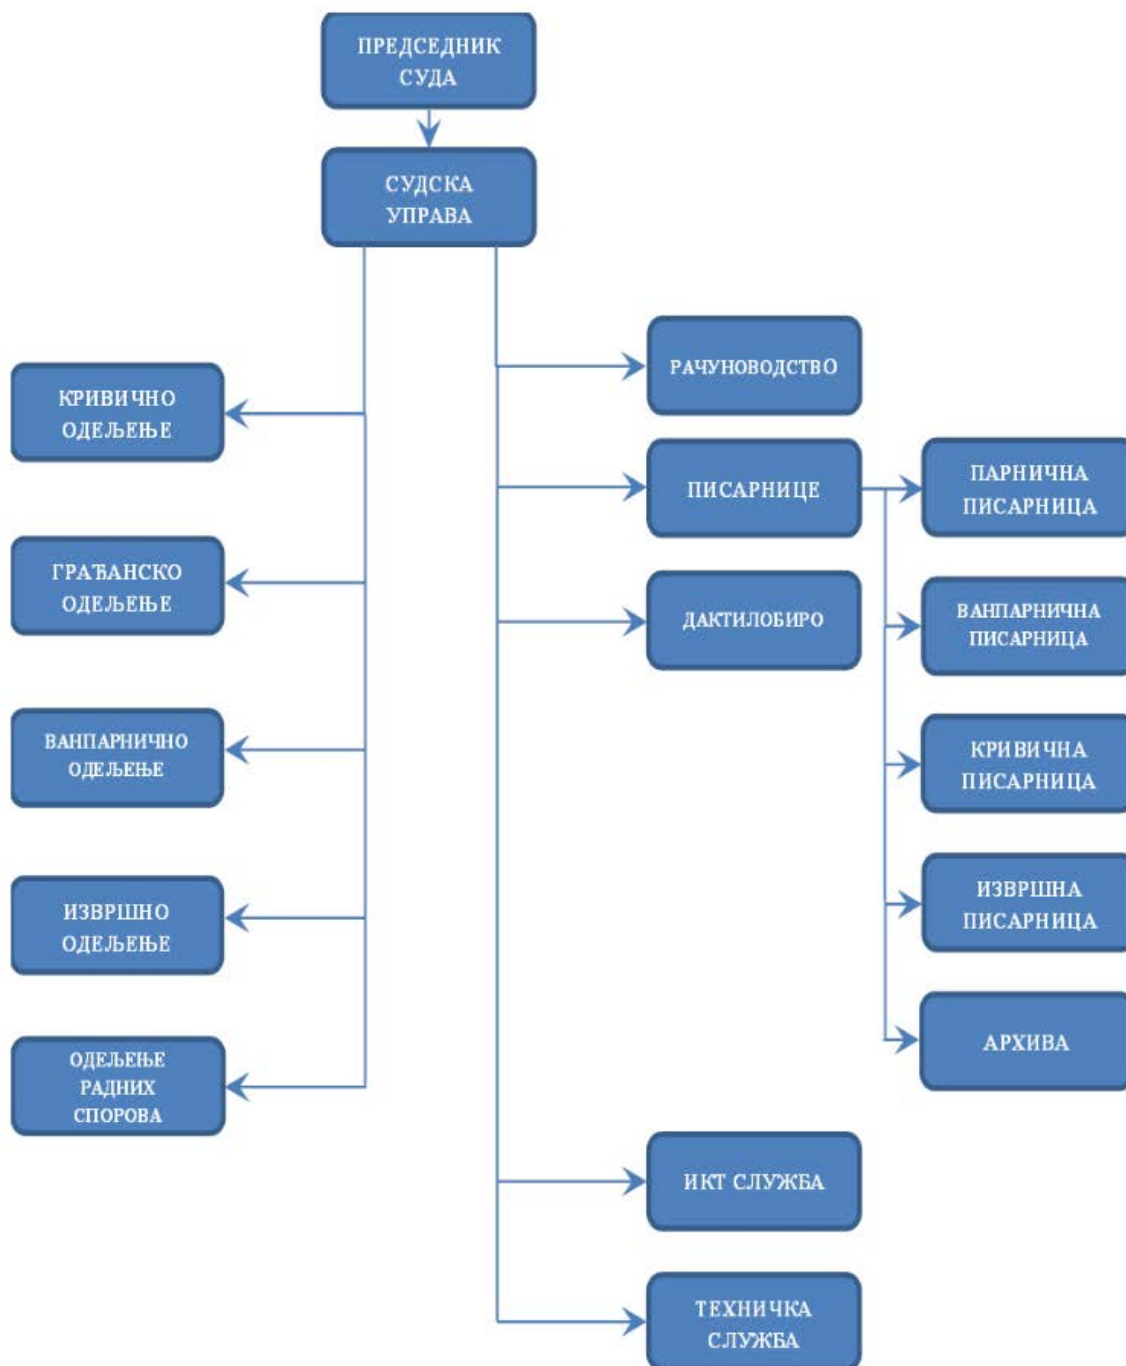 ПРЕДСЕДНИК
СУДА
СУДСКА
УПРАВА
КРИВИЧНО
ОДЕЉЕЊЕ
ГРАЂАНСКО
ОДЕЉЕЊЕ
ВАНПАРНИЧНО
ОДЕЉЕЊЕ
ИЗВРШНО
ОДЕЉЕЊЕ
ОДЕЉЕЊЕ
РАДНИХ
СПОРОВА
РАЧУНОВОДСТВО
ПИСАРНИЦЕ
ДАКТИЛОБИРО
ИКТ СЛУЖБА
ТЕХНИЧКА
СЛУЖБА
ПАРНИЧНА
ПИСАРНИЦА
ВАНПАРНИЧНА
ПИСАРНИЦА
КРИВИЧНА
ПИСАРНИЦА
ИЗВРШНА
ПИСАРНИЦА
АРХИВА